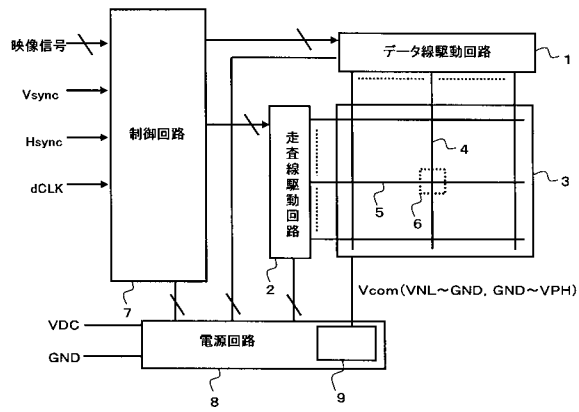 映像信号
Vsync
Hsync
dCLK
制御回路
7
データ線駆動回路
1
走査線駆動回路
2
4
5
6
3
Vcom(VNL～GND, GND～VPH)
VDC
GND
電源回路
8
9